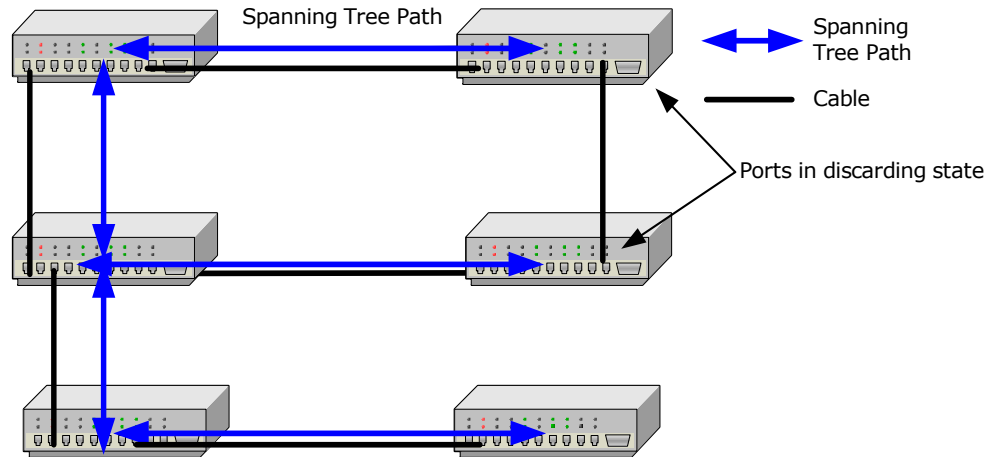 Spanning Tree Path
Spanning
Tree Path
Cable
Ports in discarding state